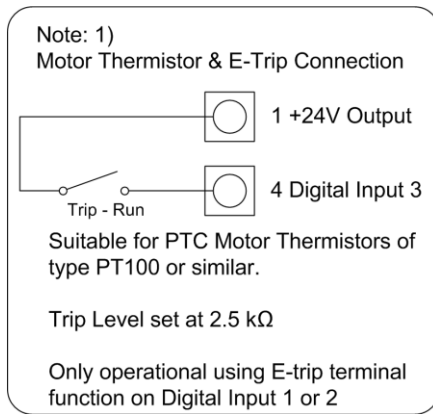 Note: 1)
Motor Thermistor & E-Trip Connection
1 +24V Output
4 Digital Input 3
Trip - Run
Suitable for PTC Motor Thermistors of
type PT100 or similar.
Trip Level set at 2.5 kΩ
Only operational using E-trip terminal
function on Digital Input 1 or 2